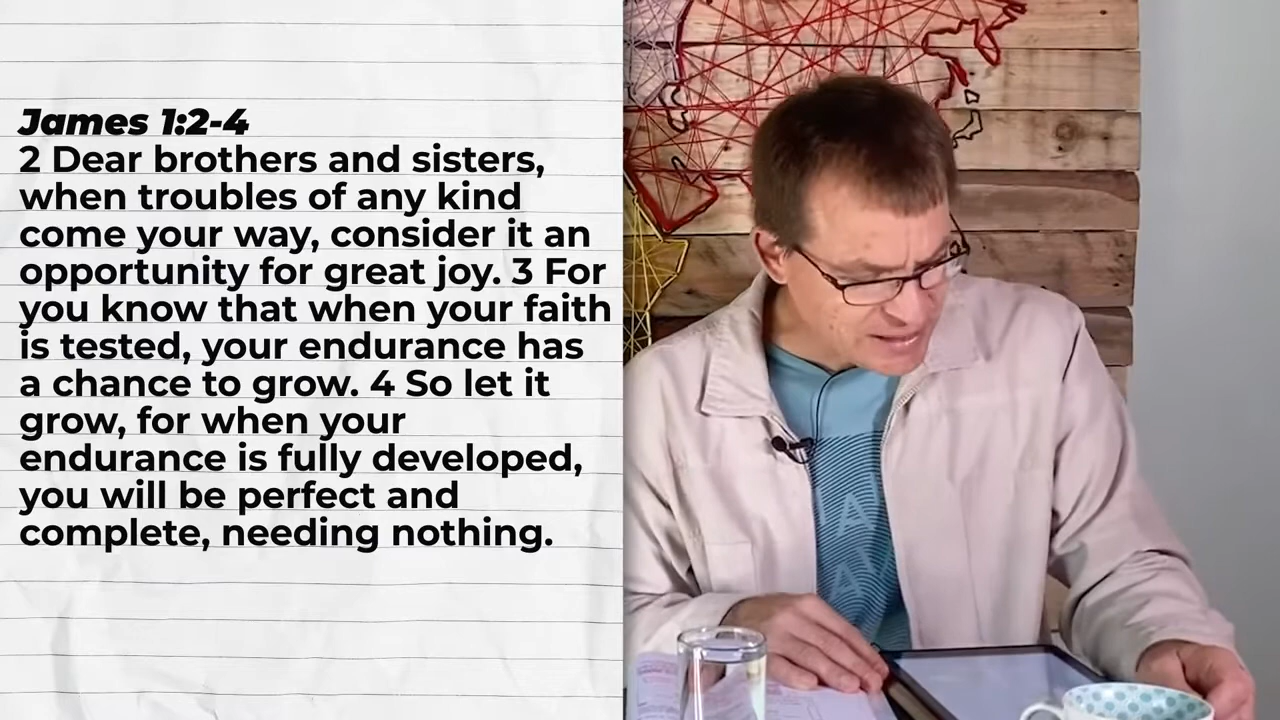 James 1:2-4
2 Dear brothers and sisters,
when troubles of any kind
come your way, consider it an
opportunity for great joy. 3 For
you know that when your faith
is tested, your endurance has
a chance to grow. 4 So let it
grow, for when your
endurance is fully developed,
you will be perfect and
complete, needing nothing.